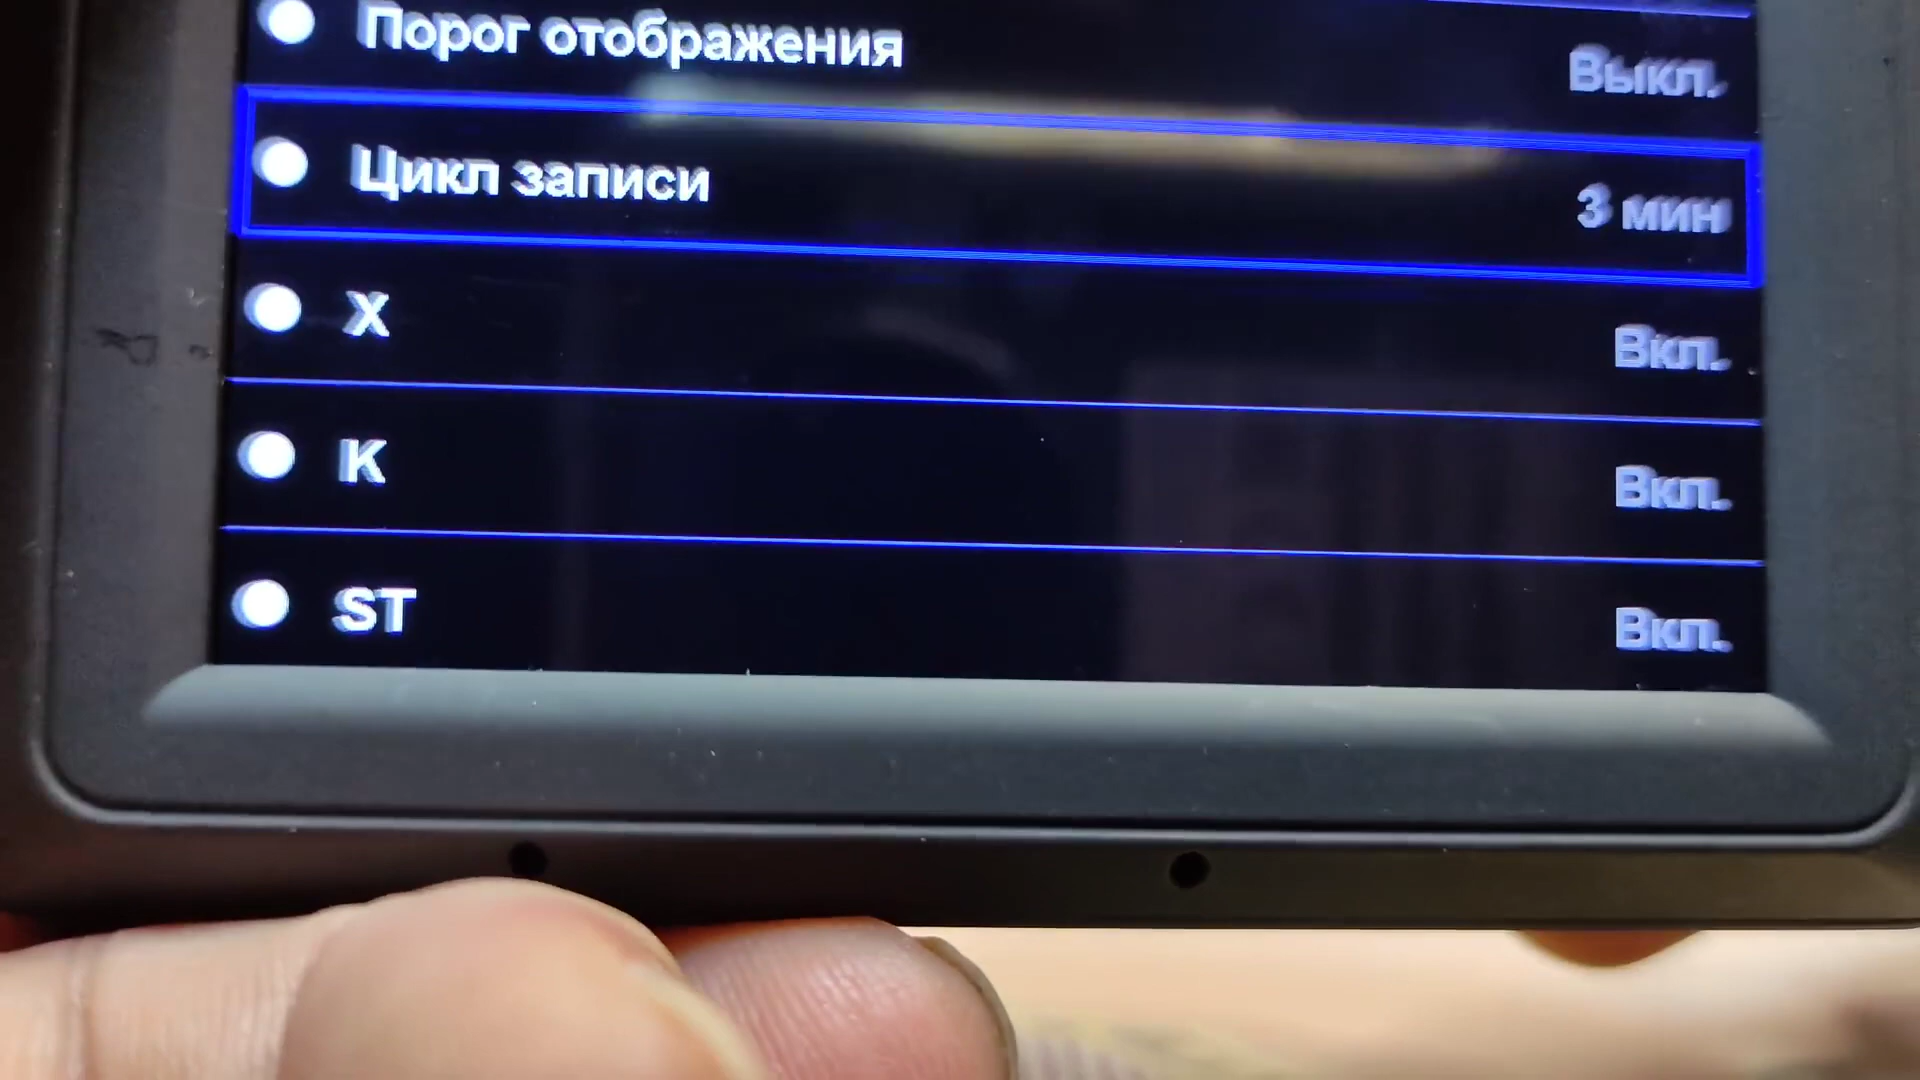 Порог отображения Выкл.
Цикл записи 3 мин
X Вкл.
K Вкл.
ST Вкл.